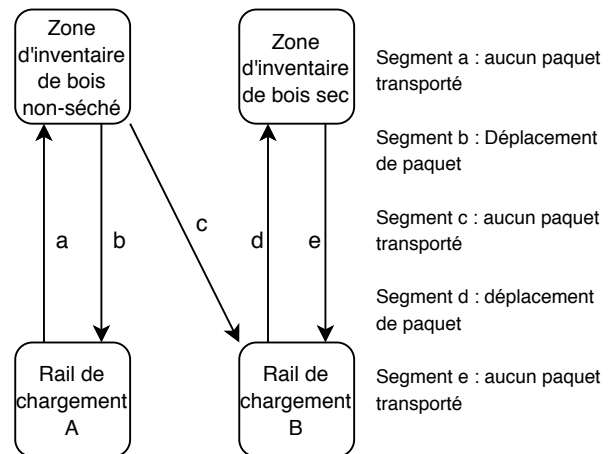 Zone
d'inventaire
de bois
non-séché
Zone
d'inventaire
de bois sec
a
b
c
d
e
Rail de
chargement
A
Rail de
chargement
B
Segment a : aucun paquet
transporté
Segment b : Déplacement
de paquet
Segment c : aucun paquet
transporté
Segment d : déplacement
de paquet
Segment e : aucun paquet
transporté